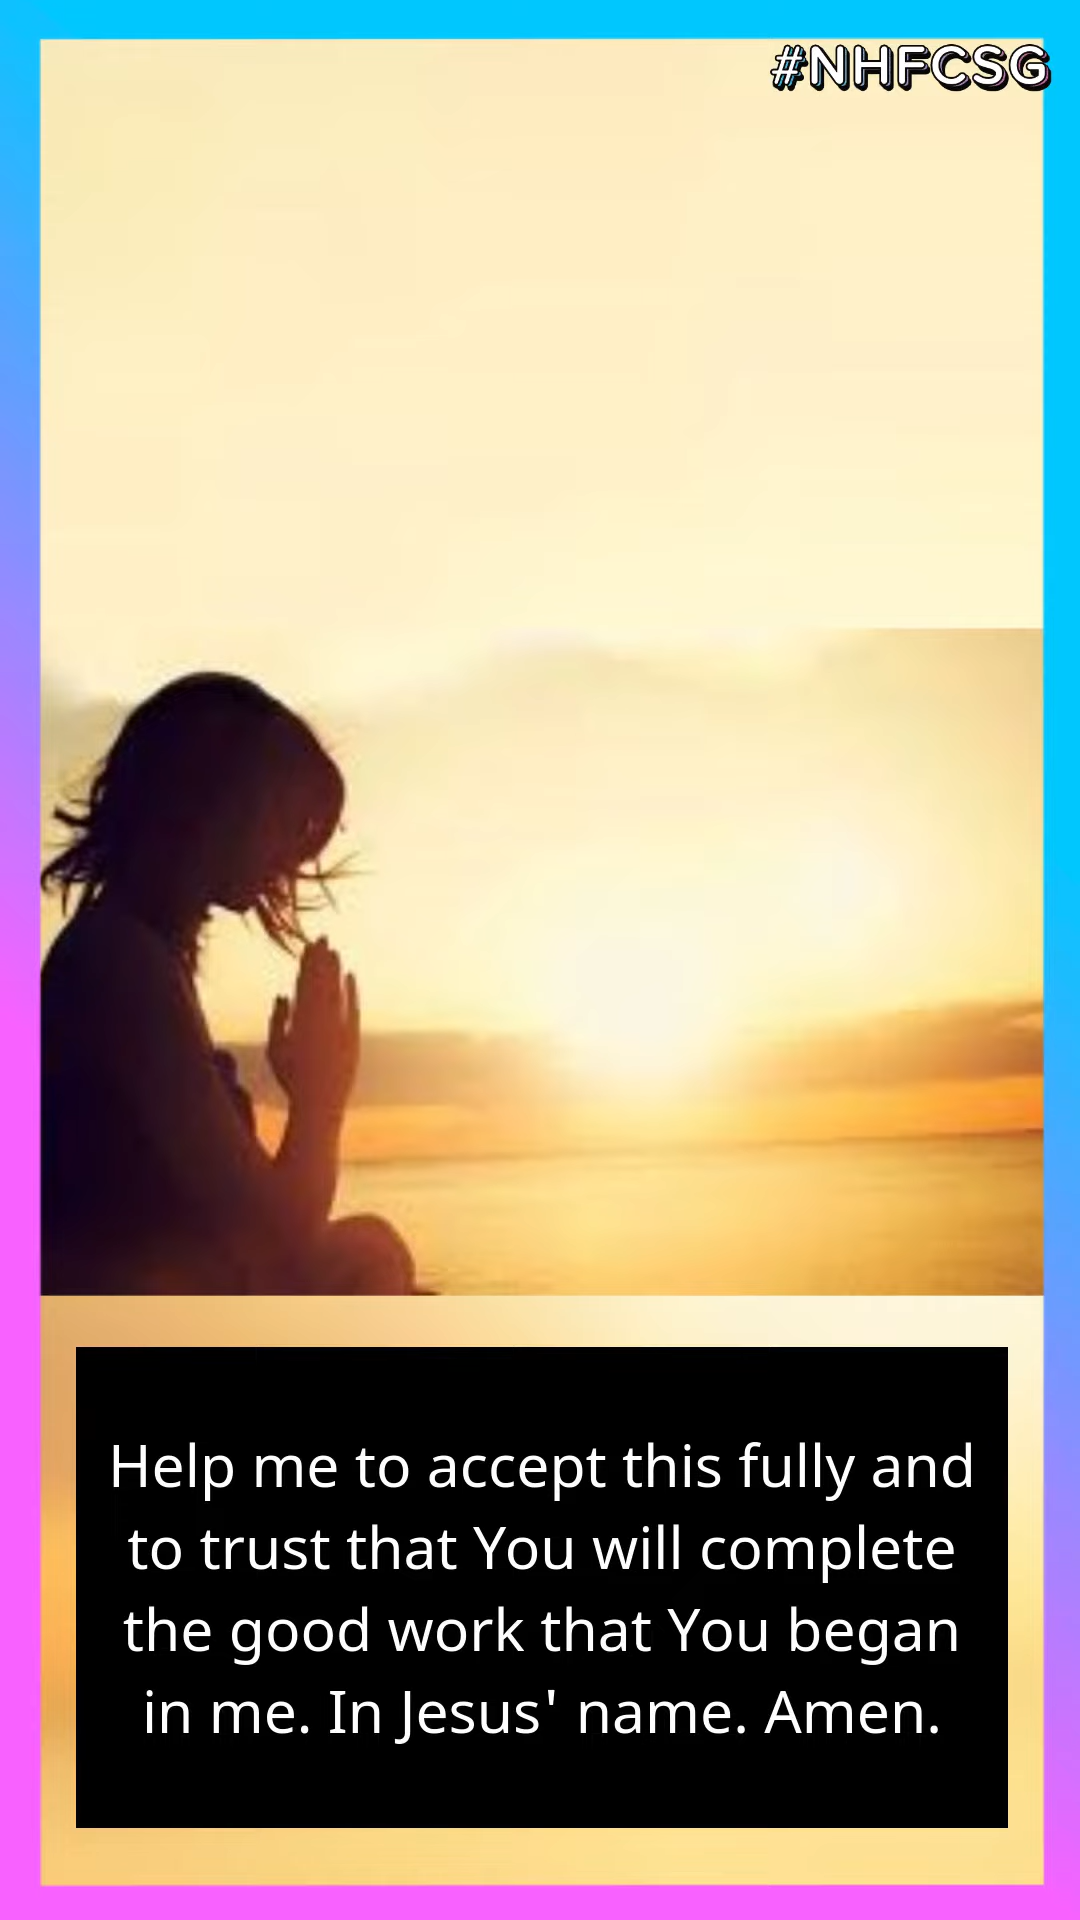 #NHFCSG
Help me to accept this fully and
to trust that You will complete
the good work that You began
in me. In Jesus' name. Amen.